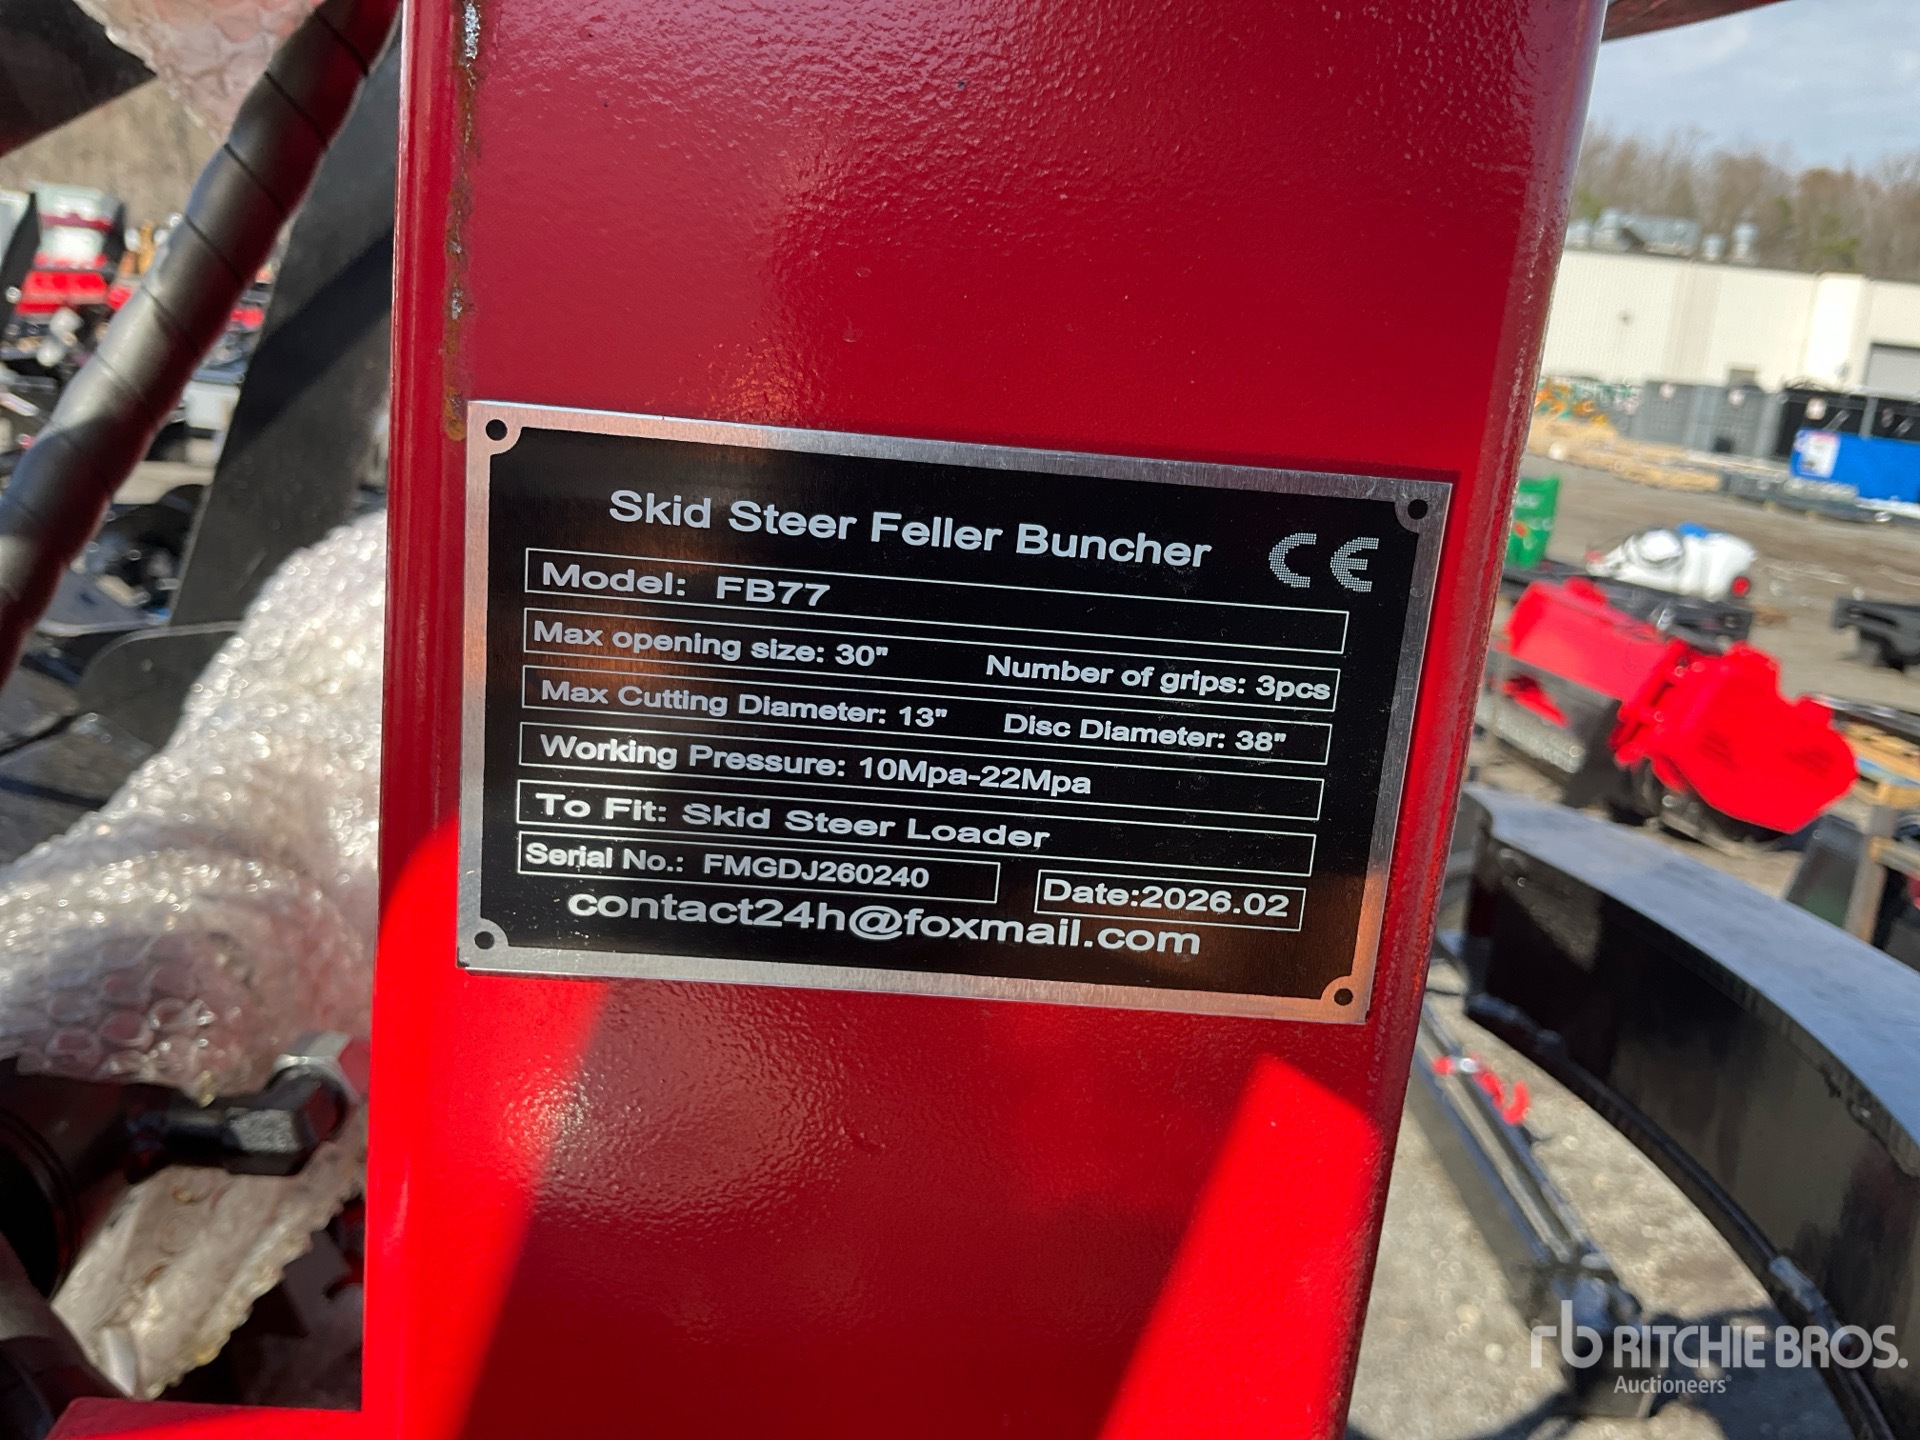 Skid Steer Feller Buncher CE
Model: FB77
Max opening size: 30" Number of grips: 3pcs
Max Cutting Diameter: 13" Disc Diameter: 38"
Working Pressure: 10Mpa-22Mpa
To Fit: Skid Steer Loader
Serial No.: FMGDJ260240 Date:2026.02
contact24h@foxmail.com
rb RITCHIE BROS.
Auctioneers